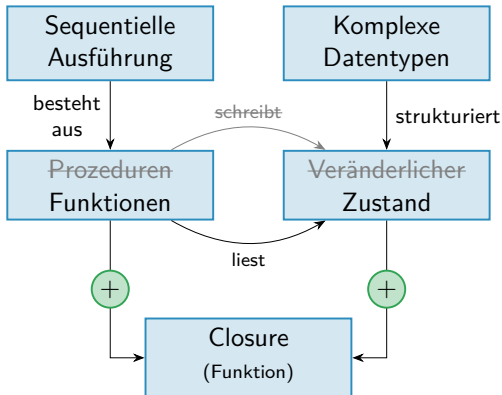 Sequentielle
Ausführung
Komplexe
Datentypen
besteht
aus
schreibt
strukturiert
Prozeduren
Funktionen
Veränderlicher
Zustand
liest
+
+
Closure
(Funktion)